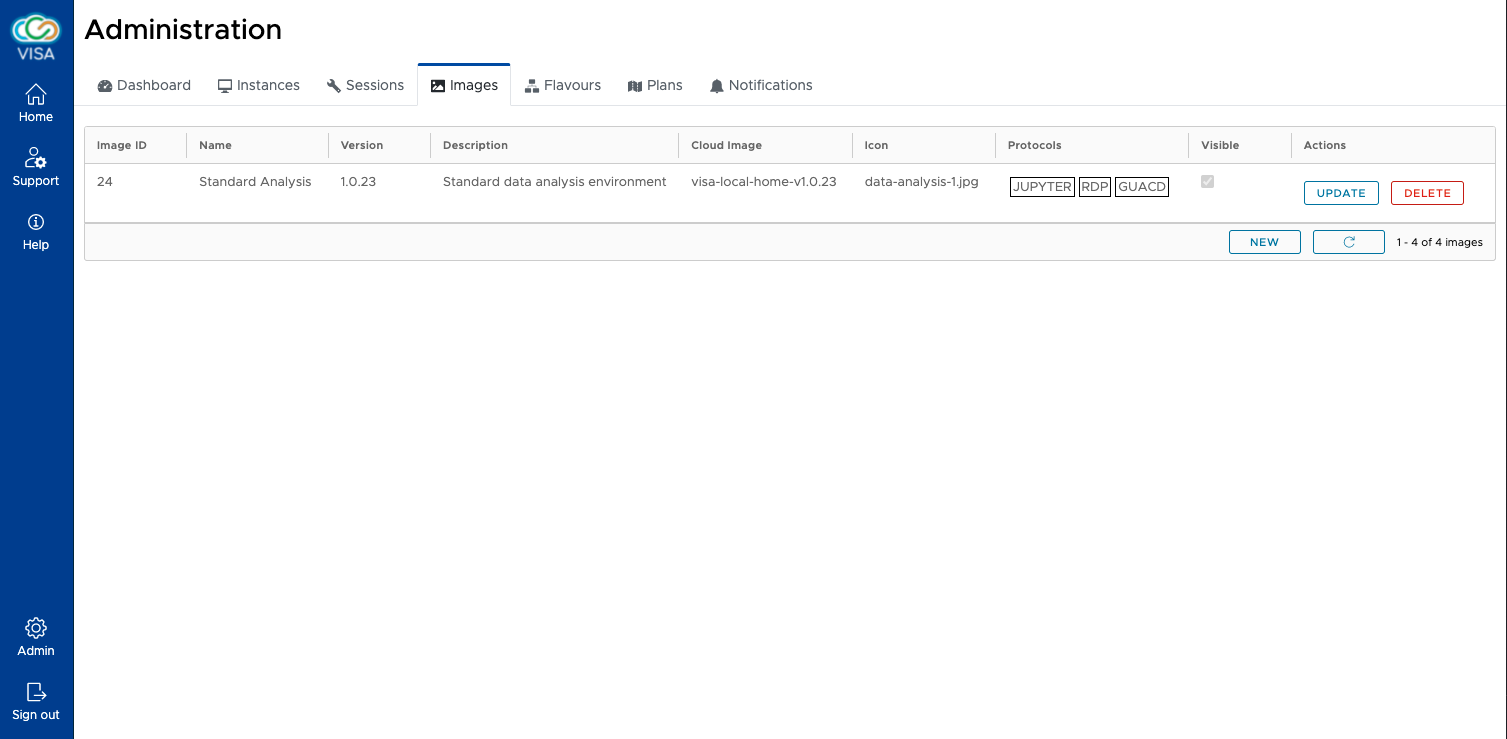 VISA
Home
Support
Help
Admin
Sign out
Administration
Dashboard Instances Sessions Images Flavours Plans Notifications
Image ID Name Version Description Cloud Image Icon Protocols Visible Actions
24 Standard Analysis 1.0.23 Standard data analysis environment visa-local-home-v1.0.23 data-analysis-1.jpg JUPYTER RDP GUACD UPDATE DELETE
NEW 1 - 4 of 4 images